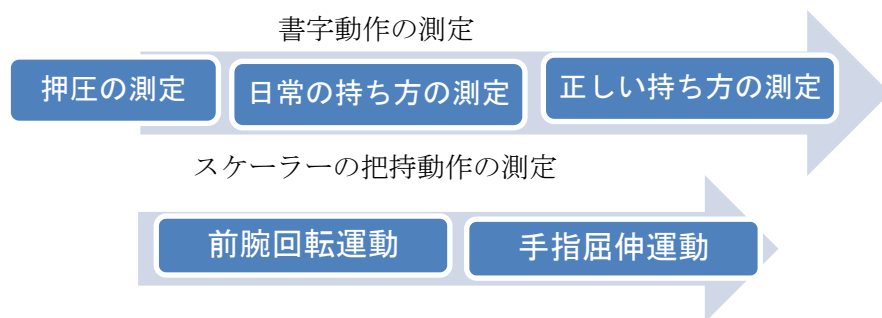 書字動作の測定
押圧の測定
日常の持ち方の測定
正しい持ち方の測定
スケーラーの把持動作の測定
前腕回転運動
手指屈伸運動